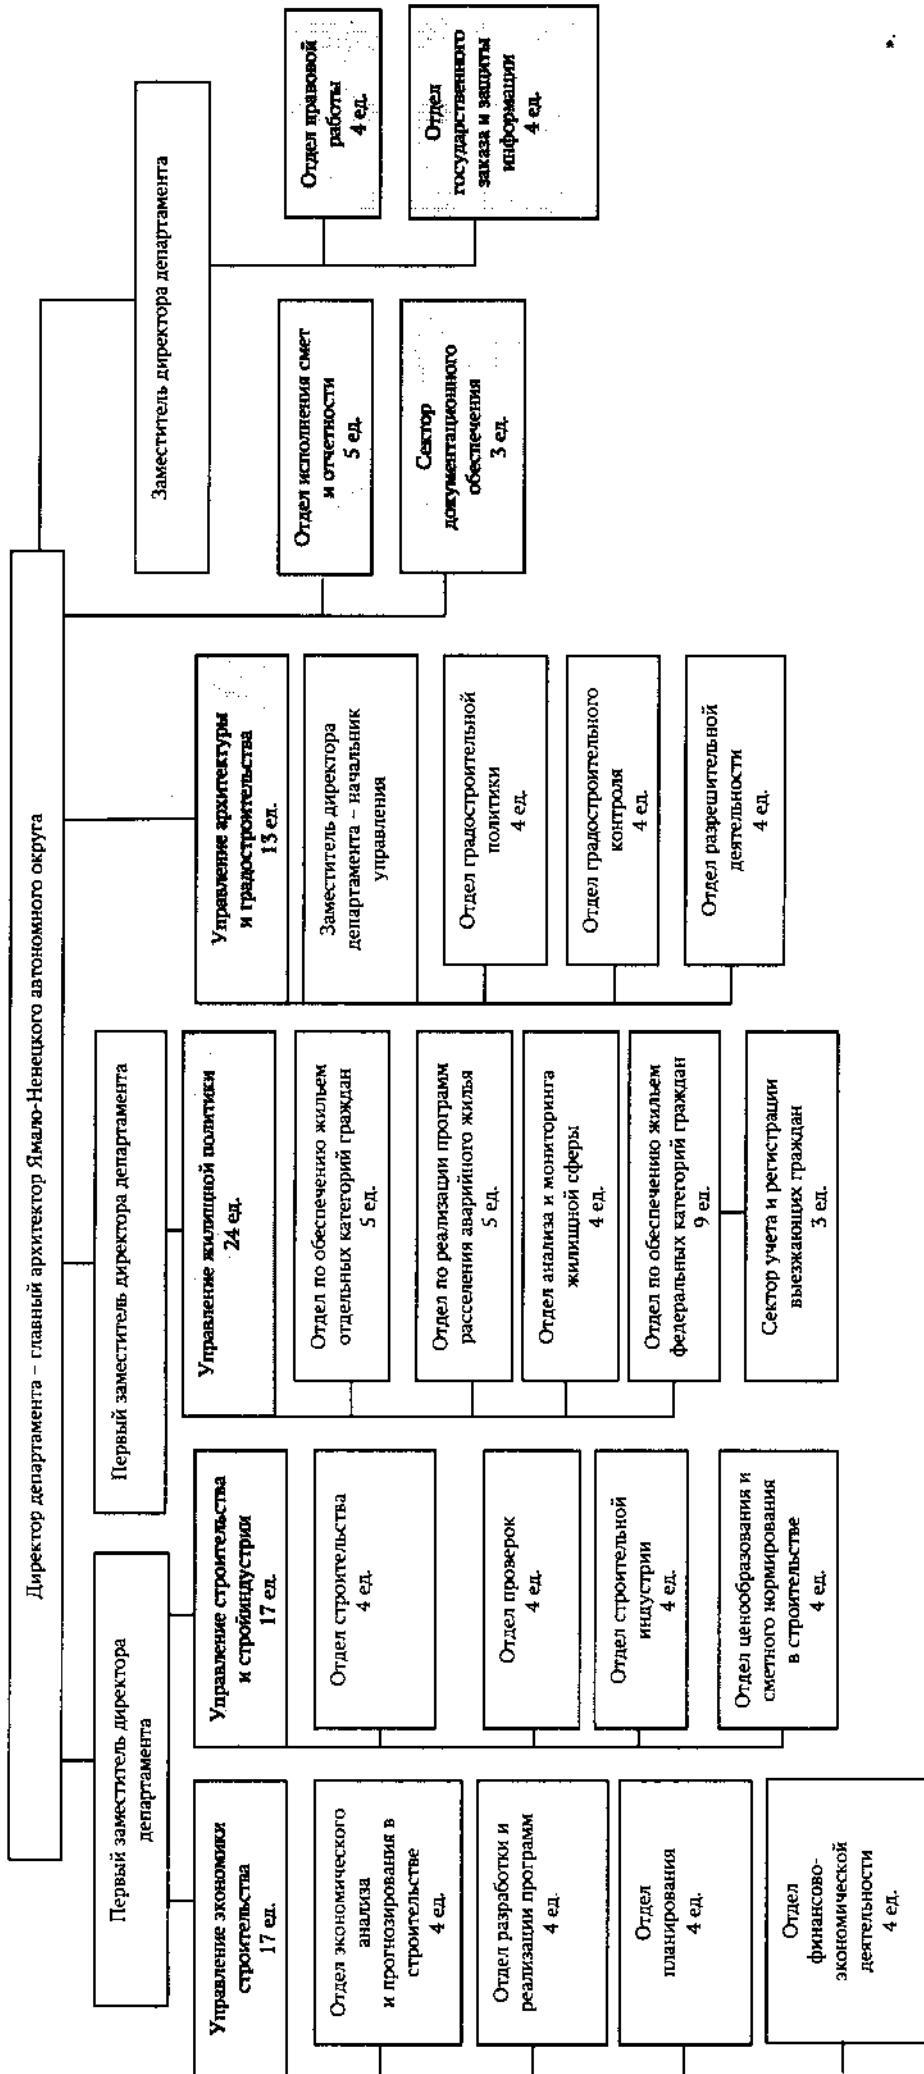 Директор департамента – главный архитектор Ямало-Ненецкого автономного округа
Первый заместитель директора
департамента
Управление экономики
строительства
17 ед.
Отдел экономического
анализа
и прогнозирования в
строительстве
4 ед.
Отдел разработки и
реализации программ
4 ед.
Отдел
планирования
4 ед.
Отдел
финансово-
экономической
деятельности
4 ед.
Управление строительства
и стройиндустрии
17 ед.
Отдел строительства
4 ед.
Отдел проверок
4 ед.
Отдел строительной
индустрии
4 ед.
Отдел ценообразования и
сметного нормирования
в строительстве
4 ед.
Первый заместитель директора департамента
Управление жилищной политики
24 ед.
Отдел по обеспечению жильем
отдельных категорий граждан
5 ед.
Отдел по реализации программ
расселения аварийного жилья
5 ед.
Отдел анализа и мониторинга
жилищной сферы
4 ед.
Отдел по обеспечению жильем
федеральных категорий граждан
9 ед.
Сектор учета и регистрации
выезжающих граждан
3 ед.
Управление архитектуры
и градостроительства
13 ед.
Заместитель директора
департамента – начальник
управления
Отдел градостроительной
политики
4 ед.
Отдел градостроительного
контроля
4 ед.
Отдел разрешительной
деятельности
4 ед.
Отдел исполнения смет
и отчетности
5 ед.
Сектор
документационного
обеспечения
3 ед.
Заместитель директора департамента
Отдел правовой
работы
4 ед.
Отдел
государственного
заказа и защиты
информации
4 ед.
».